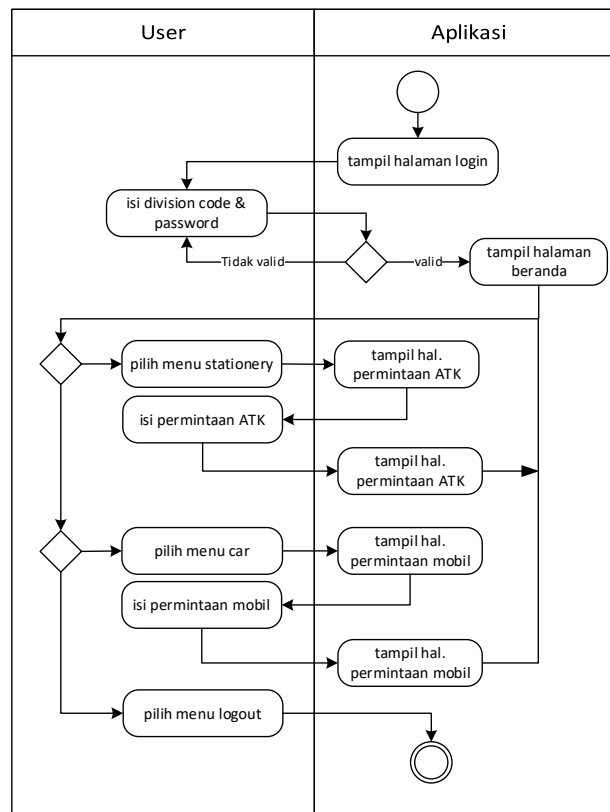 User
Aplikasi
tampil halaman login
isi division code &
password
Tidak valid
valid
tampil halaman
beranda
pilih menu stationery
tampil hal.
permintaan ATK
isi permintaan ATK
tampil hal.
permintaan ATK
pilih menu car
tampil hal.
permintaan mobil
isi permintaan mobil
tampil hal.
permintaan mobil
pilih menu logout